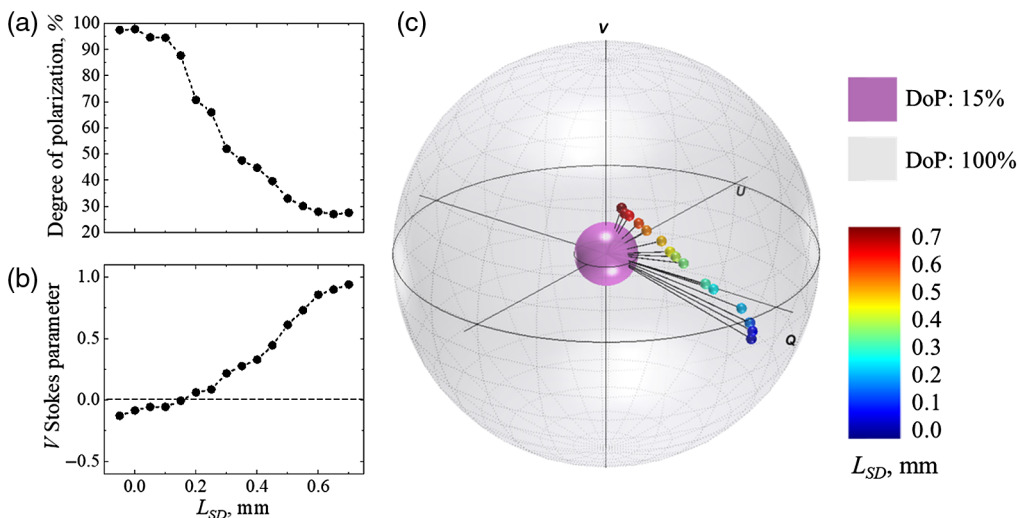 (a)
Degree of polarization, %
100
90
80
70
60
50
40
30
20
(b)
V Stokes parameter
1.0
0.5
0.0
−0.5
0.0 0.2 0.4 0.6
L_SD, mm
(c)
V
U
Q
DoP: 15%
DoP: 100%
0.7
0.6
0.5
0.4
0.3
0.2
0.1
0.0
L_SD, mm